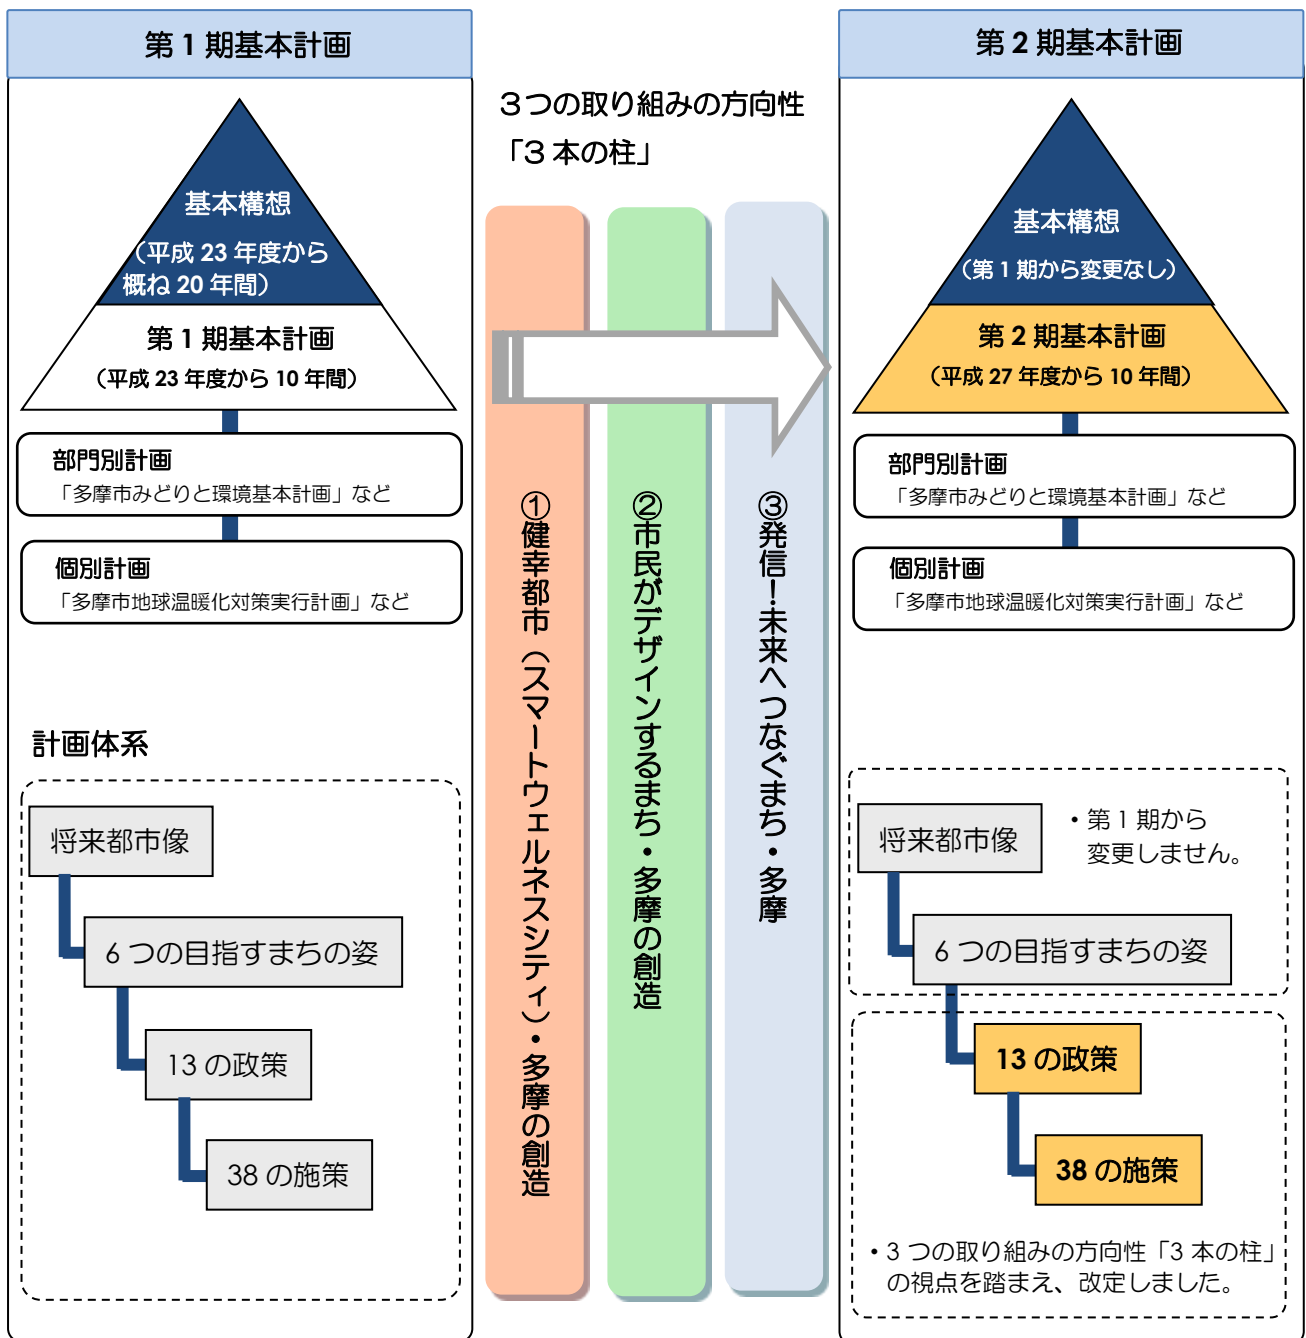 第1期基本計画
基本構想
（平成 23 年度から
概ね 20 年間）
第 1 期基本計画
（平成 23 年度から 10 年間）
部門別計画
「多摩市みどりと環境基本計画」など
個別計画
「多摩市地球温暖化対策実行計画」など
計画体系
将来都市像
6 つの目指すまちの姿
13 の政策
38 の施策
3つの取り組みの方向性
「3 本の柱」
①健幸都市（スマートウェルネスシティ）・多摩の創造
②市民がデザインするまち・多摩の創造
③発信！未来へつなぐまち・多摩
第 2 期基本計画
基本構想
（第 1 期から変更なし）
第 2 期基本計画
（平成 27 年度から 10 年間）
部門別計画
「多摩市みどりと環境基本計画」など
個別計画
「多摩市地球温暖化対策実行計画」など
将来都市像
・第 1 期から
変更しません。
6 つの目指すまちの姿
13 の政策
38 の施策
・3 つの取り組みの方向性「3 本の柱」
の視点を踏まえ、改定しました。